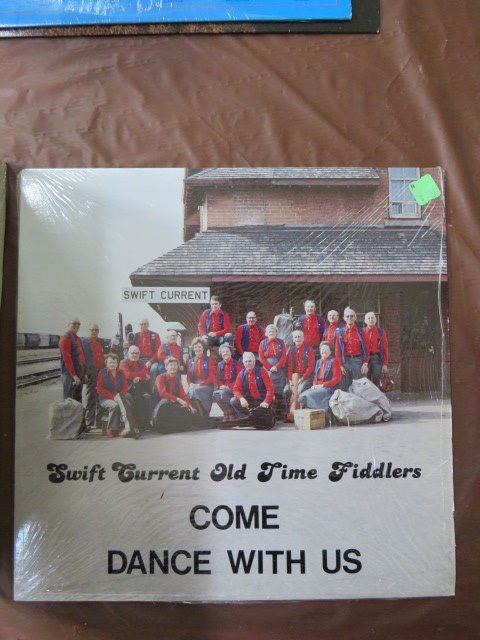 SWIFT CURRENT
Swift Current Old Time Fiddlers
COME
DANCE WITH US